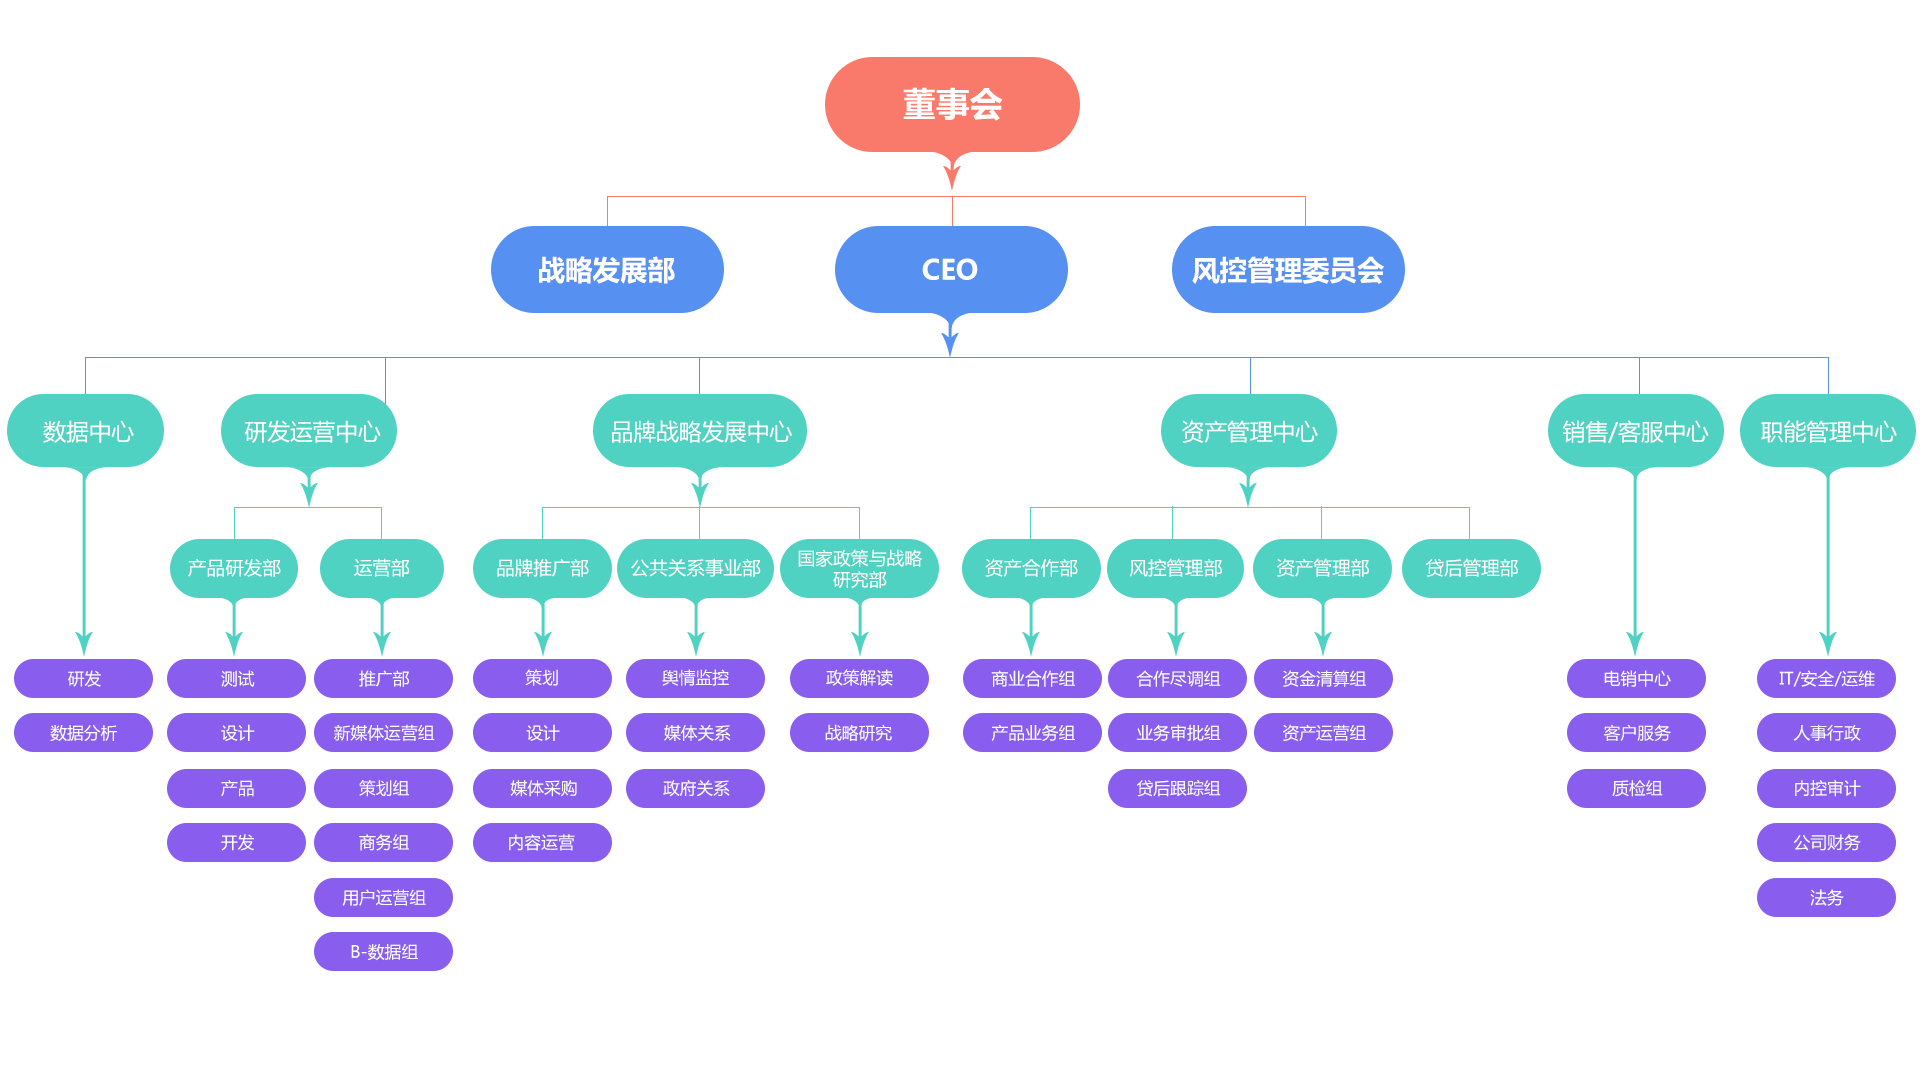 董事会
战略发展部
CEO
风控管理委员会
数据中心
研发运营中心
品牌战略发展中心
资产管理中心
销售/客服中心
职能管理中心
产品研发部
运营部
品牌推广部
公共关系事业部
国家政策与战略
研究部
资产合作部
风控管理部
资产管理部
贷后管理部
研发
测试
推广部
策划
舆情监控
政策解读
商业合作组
合作尽调组
资金清算组
电销中心
IT/安全/运维
数据分析
设计
新媒体运营组
设计
媒体关系
战略研究
产品业务组
业务审批组
资产运营组
客户服务
人事行政
产品
策划组
媒体采购
政府关系
贷后跟踪组
质检组
内控审计
开发
商务组
内容运营
公司财务
用户运营组
法务
B-数据组